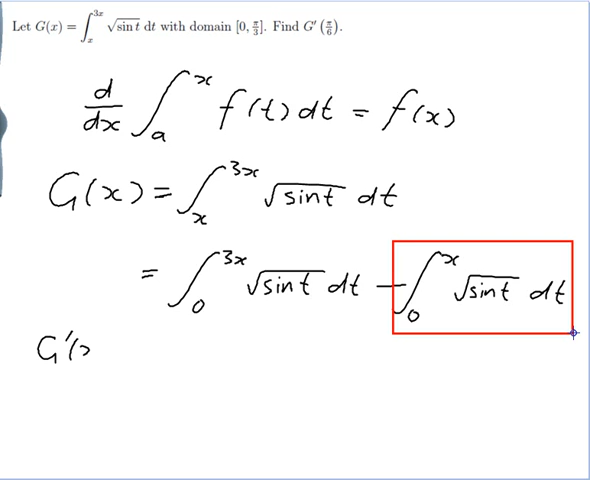 Let G(x) = ∫_x^{3x} √(sin t) dt with domain [0, π/3]. Find G′(π/6).
d/dx ∫_a^x f(t) dt = f(x)
G(x) = ∫_x^{3x} √(sin t) dt
= ∫_0^{3x} √(sin t) dt − ∫_0^x √(sin t) dt
G′(